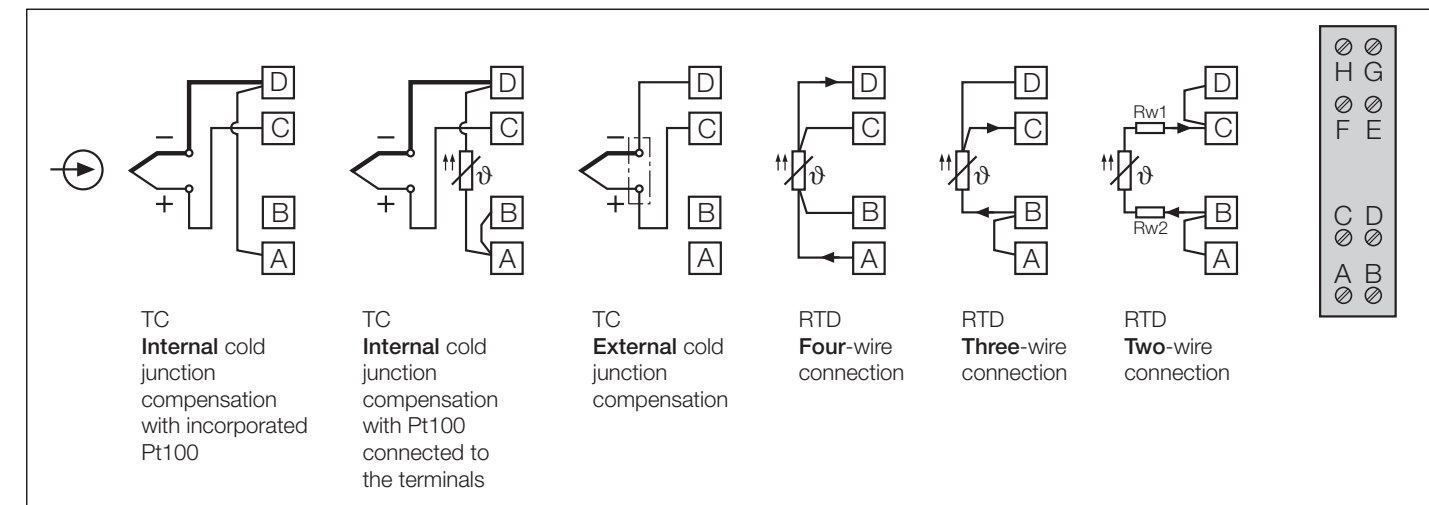 D
C
B
A
−
+
D
C
B
A
−
+
ϑ
D
C
B
A
−
+
D
C
B
A
ϑ
D
C
B
A
ϑ
D
C
B
A
Rw1
Rw2
ϑ
H G
F E
C D
A B
TC
Internal cold
junction
compensation
with incorporated
Pt100
TC
Internal cold
junction
compensation
with Pt100
connected to
the terminals
TC
External cold
junction
compensation
RTD
Four-wire
connection
RTD
Three-wire
connection
RTD
Two-wire
connection